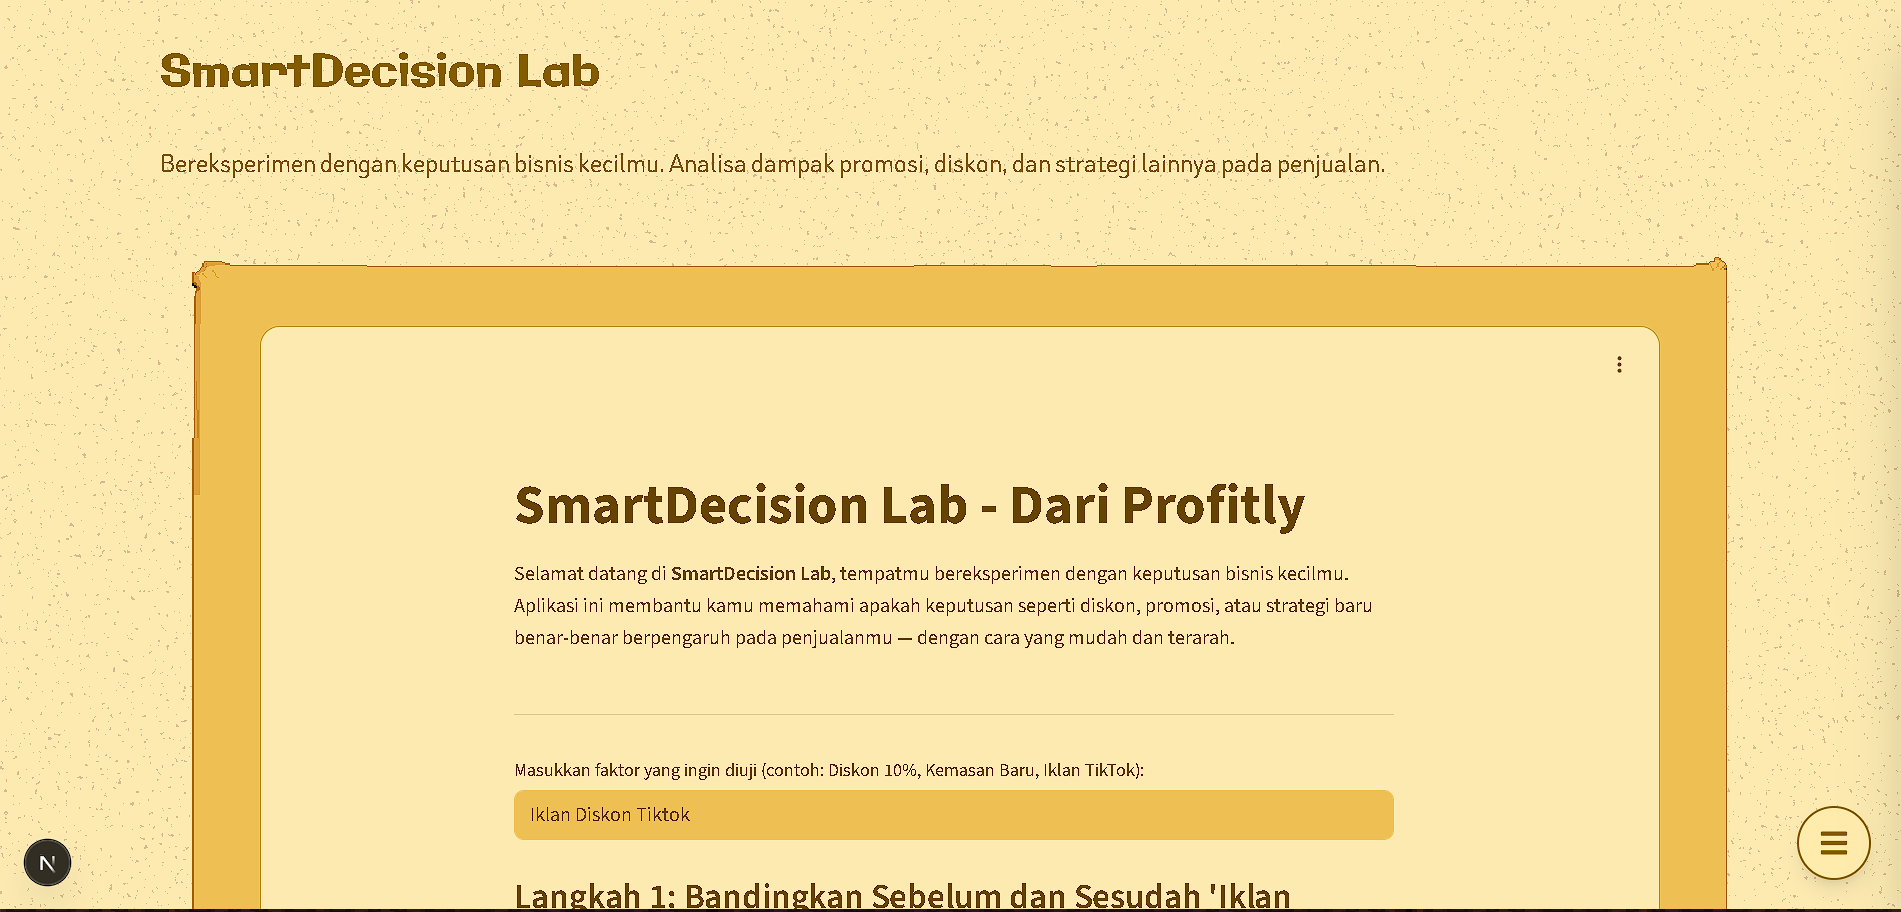 SmartDecision Lab
Bereksperimen dengan keputusan bisnis kecilmu. Analisa dampak promosi, diskon, dan strategi lainnya pada penjualan.
SmartDecision Lab - Dari Profitly
Selamat datang di SmartDecision Lab, tempatmu bereksperimen dengan keputusan bisnis kecilmu.
Aplikasi ini membantu kamu memahami apakah keputusan seperti diskon, promosi, atau strategi baru
benar-benar berpengaruh pada penjualanmu — dengan cara yang mudah dan terarah.
Masukkan faktor yang ingin diuji (contoh: Diskon 10%, Kemasan Baru, Iklan TikTok):
Iklan Diskon Tiktok
N
Langkah 1: Bandingkan Sebelum dan Sesudah 'Iklan